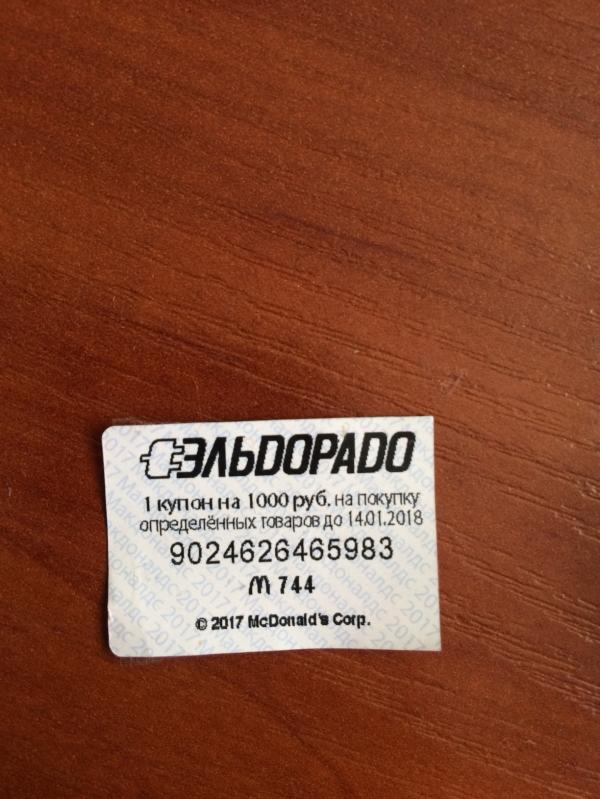 ЭЛЬДОРАДО
1 купон на 1000 руб. на покупку
определённых товаров до 14.01.2018
9024626465983
M 744
© 2017 McDonald's Corp.